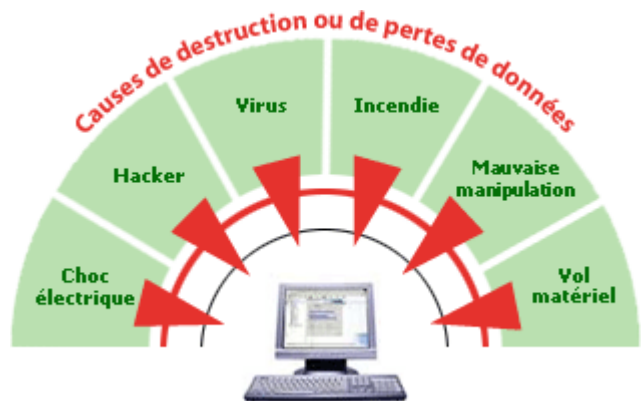 Causes de destruction ou de pertes de données
Choc
électrique
Hacker
Virus
Incendie
Mauvaise
manipulation
Vol
matériel